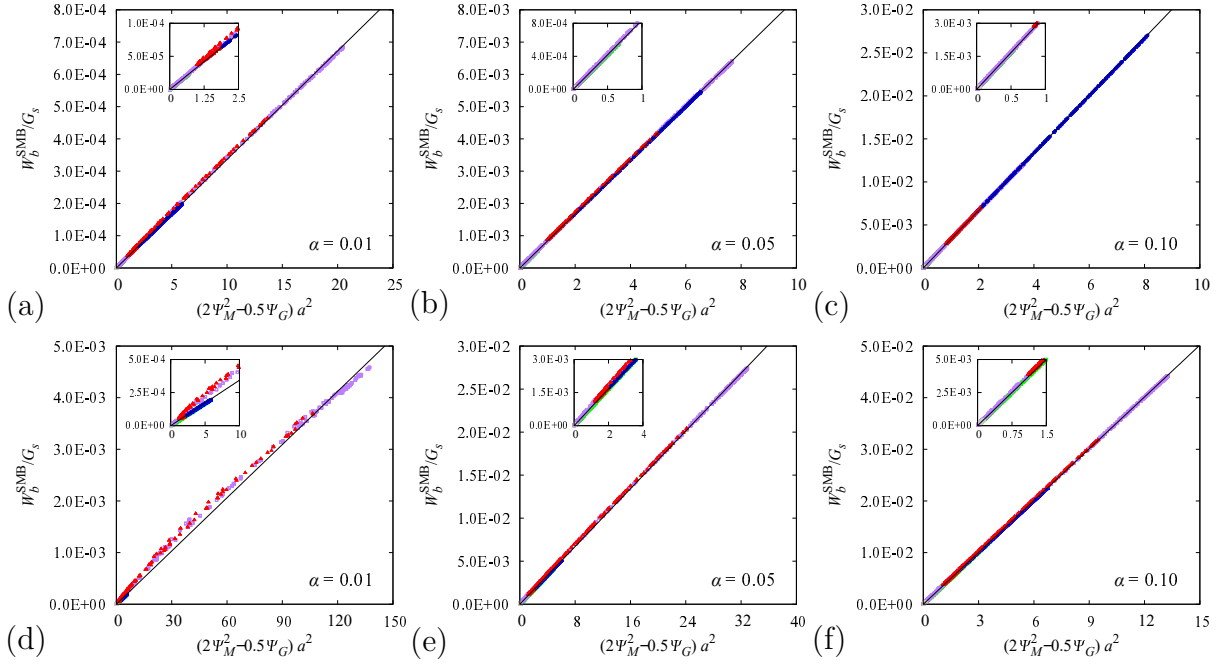 8.0E-04
7.0E-04
6.0E-04
5.0E-04
4.0E-04
3.0E-04
2.0E-04
1.0E-04
0.0E+00
W_b^SMB/G_s
1.0E-04
5.0E-05
0.0E+00
0 1.25 2.5
α = 0.01
0 5 10 15 20 25
(2Ψ_M^2−0.5Ψ_G) a^2
(a)
8.0E-03
7.0E-03
6.0E-03
5.0E-03
4.0E-03
3.0E-03
2.0E-03
1.0E-03
0.0E+00
W_b^SMB/G_s
8.0E-04
4.0E-04
0.0E+00
0 0.5 1
α = 0.05
0 2 4 6 8 10
(2Ψ_M^2−0.5Ψ_G) a^2
(b)
3.0E-02
2.5E-02
2.0E-02
1.5E-02
1.0E-02
5.0E-03
0.0E+00
W_b^SMB/G_s
3.0E-03
1.5E-03
0.0E+00
0 0.5 1
α = 0.10
0 2 4 6 8 10
(2Ψ_M^2−0.5Ψ_G) a^2
(c)
5.0E-03
4.0E-03
3.0E-03
2.0E-03
1.0E-03
0.0E+00
W_b^SMB/G_s
5.0E-04
2.5E-04
0.0E+00
0 5 10
α = 0.01
0 30 60 90 120 150
(2Ψ_M^2−0.5Ψ_G) a^2
(d)
3.0E-02
2.5E-02
2.0E-02
1.5E-02
1.0E-02
5.0E-03
0.0E+00
W_b^SMB/G_s
3.0E-03
1.5E-03
0.0E+00
0 2 4
α = 0.05
0 8 16 24 32 40
(2Ψ_M^2−0.5Ψ_G) a^2
(e)
5.0E-02
4.0E-02
3.0E-02
2.0E-02
1.0E-02
0.0E+00
W_b^SMB/G_s
5.0E-03
2.5E-03
0.0E+00
0 0.75 1.5
α = 0.10
0 3 6 9 12 15
(2Ψ_M^2−0.5Ψ_G) a^2
(f)